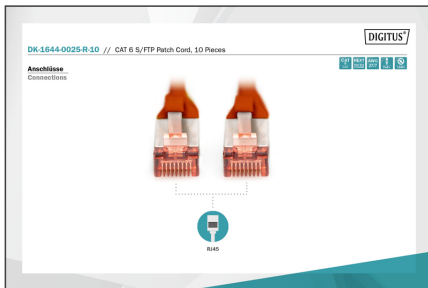 DIGITUS®
DK-1644-0025-R-10 // CAT 6 S/FTP Patch Cord, 10 Pieces
Anschlüsse
Connections
RJ45